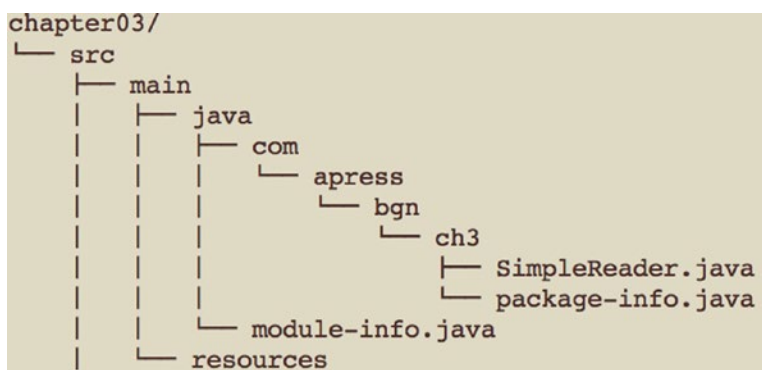 chapter03/
└── src
    ├── main
    │   ├── java
    │   │   ├── com
    │   │   │   └── apress
    │   │   │       └── bgn
    │   │   │           └── ch3
    │   │   │               ├── SimpleReader.java
    │   │   │               └── package-info.java
    │   │   └── module-info.java
    │   └── resources